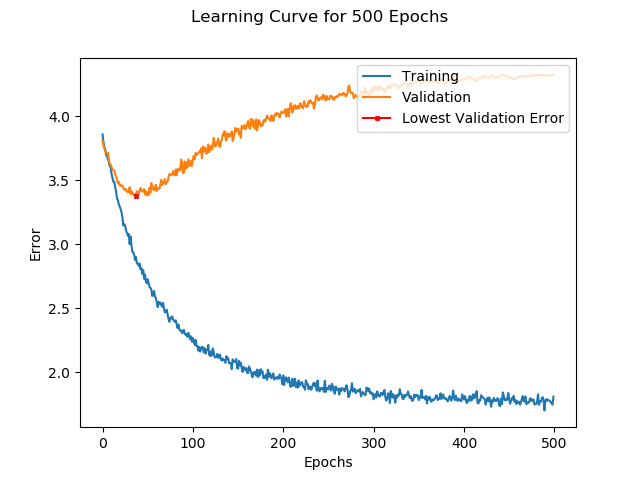 Learning Curve for 500 Epochs
Training
Validation
Lowest Validation Error
Error
4.0
3.5
3.0
2.5
2.0
0 100 200 300 400 500
Epochs